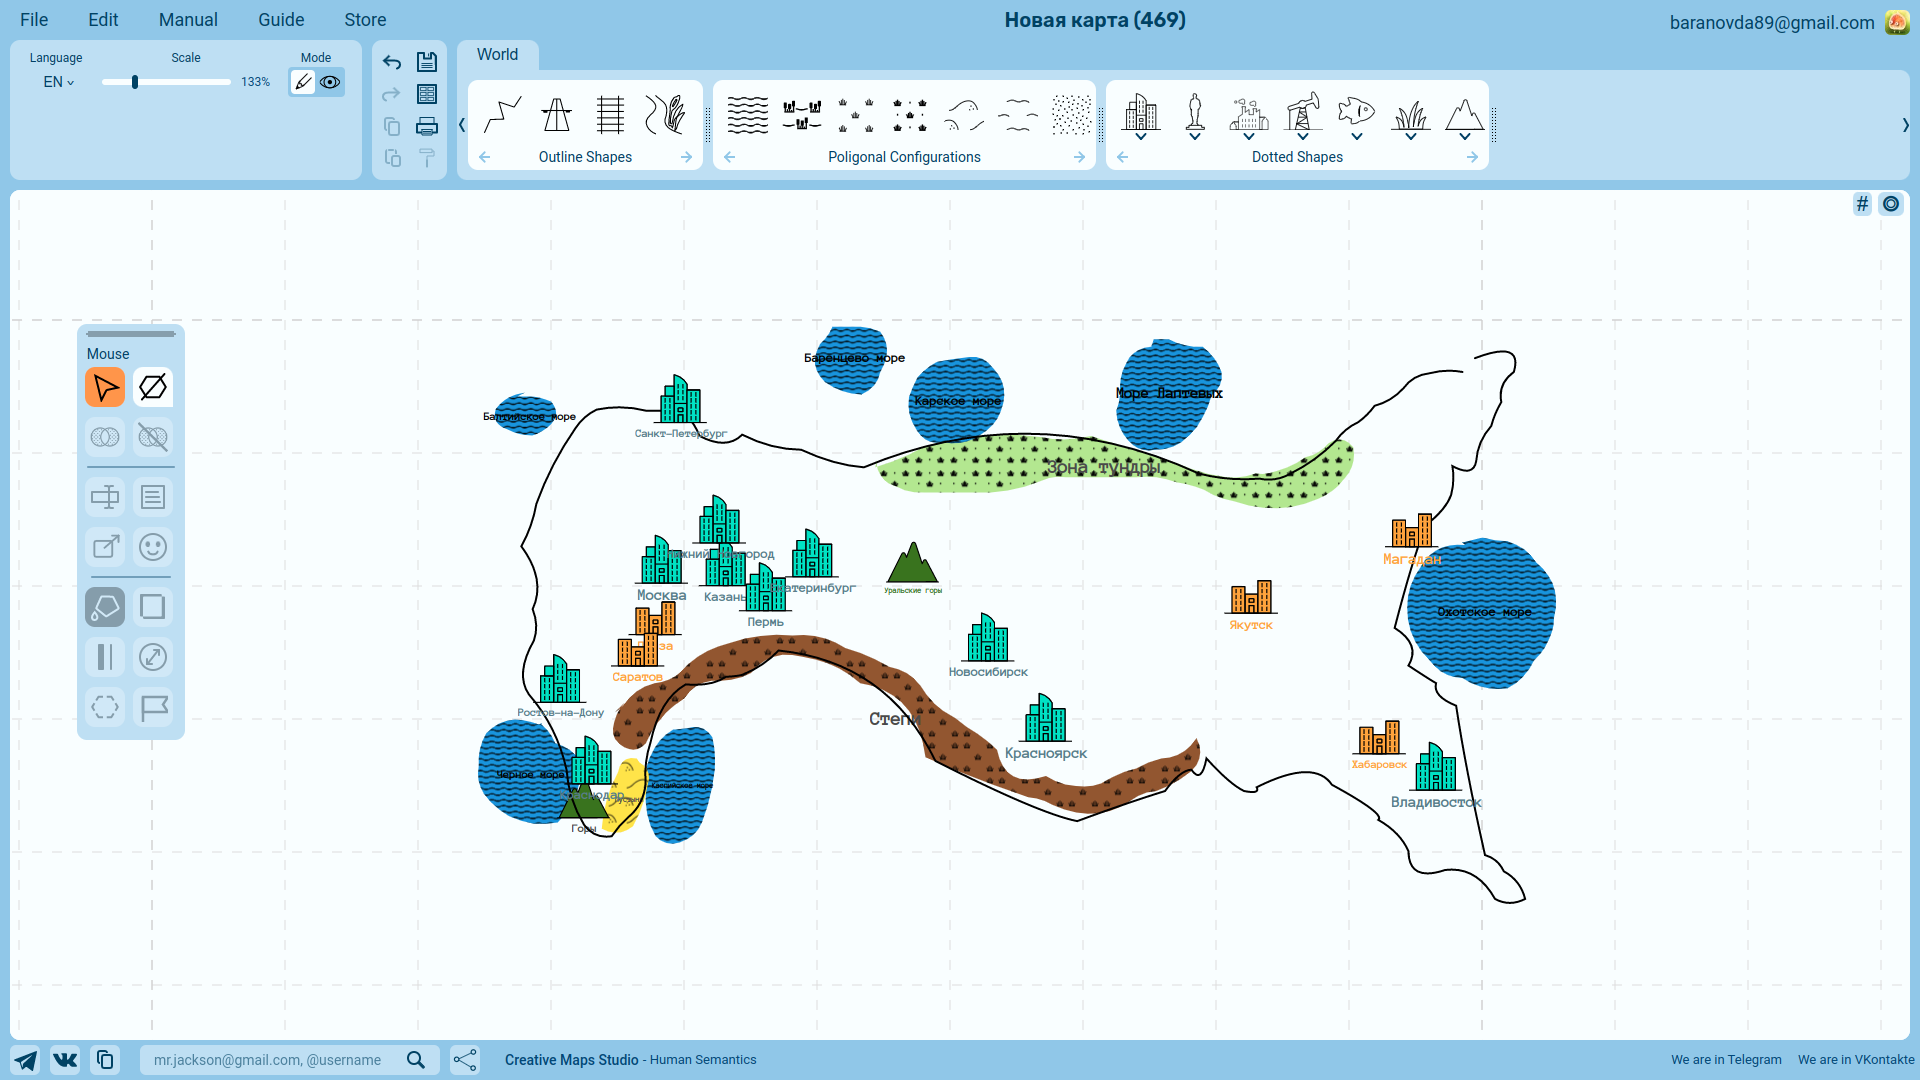 File Edit Manual Guide Store
Новая карта (469)
baranovda89@gmail.com
Language Scale Mode
EN 133%
World
Outline Shapes
Poligonal Configurations
Dotted Shapes
#
Mouse
Баренцево море
Карское море
Море Лаптевых
Балтийское море
Санкт-Петербург
Зона тундры
Москва
Казань
Пермь
Уральские горы
Магадан
Охотское море
Якутск
Саратов
Новосибирск
Ростов-на-Дону
Степи
Красноярск
Черное море
Каспийское море
Хабаровск
Владивосток
Горы
mr.jackson@gmail.com, @username
Creative Maps Studio - Human Semantics
We are in Telegram We are in VKontakte